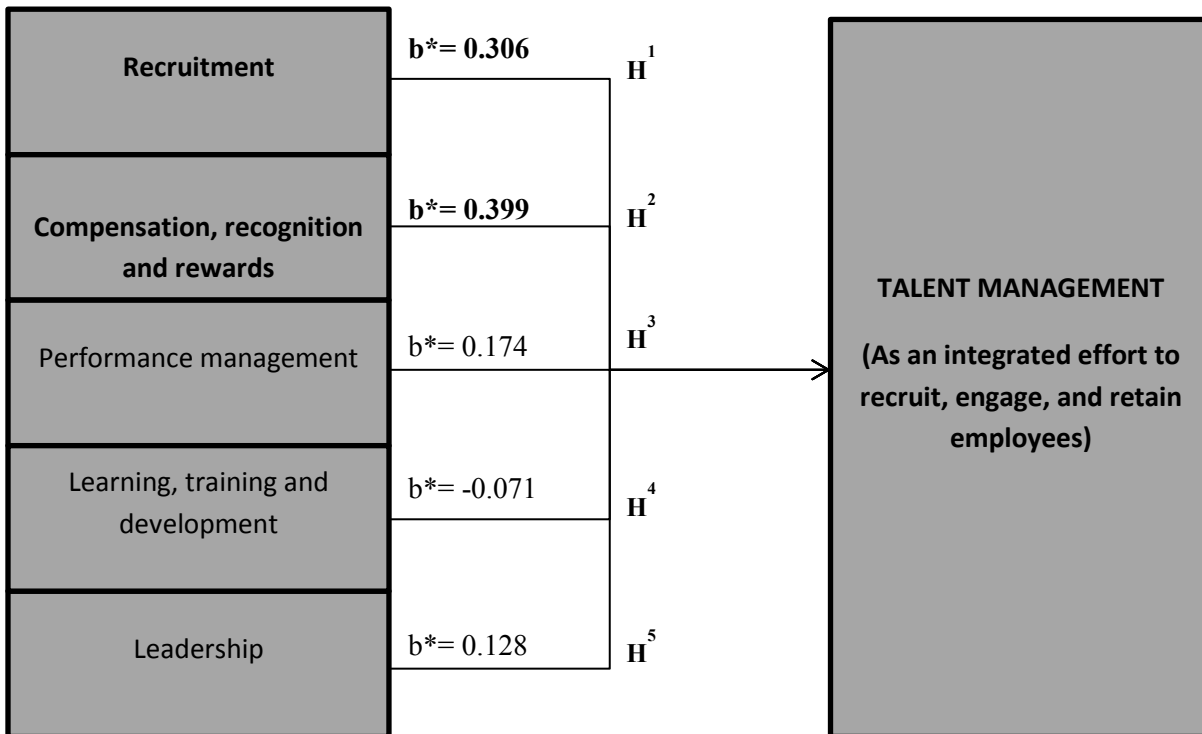 Recruitment
b*= 0.306
H¹
Compensation, recognition
and rewards
b*= 0.399
H²
Performance management
b*= 0.174
H³
Learning, training and
development
b*= -0.071
H⁴
Leadership
b*= 0.128
H⁵
TALENT MANAGEMENT
(As an integrated effort to
recruit, engage, and retain
employees)